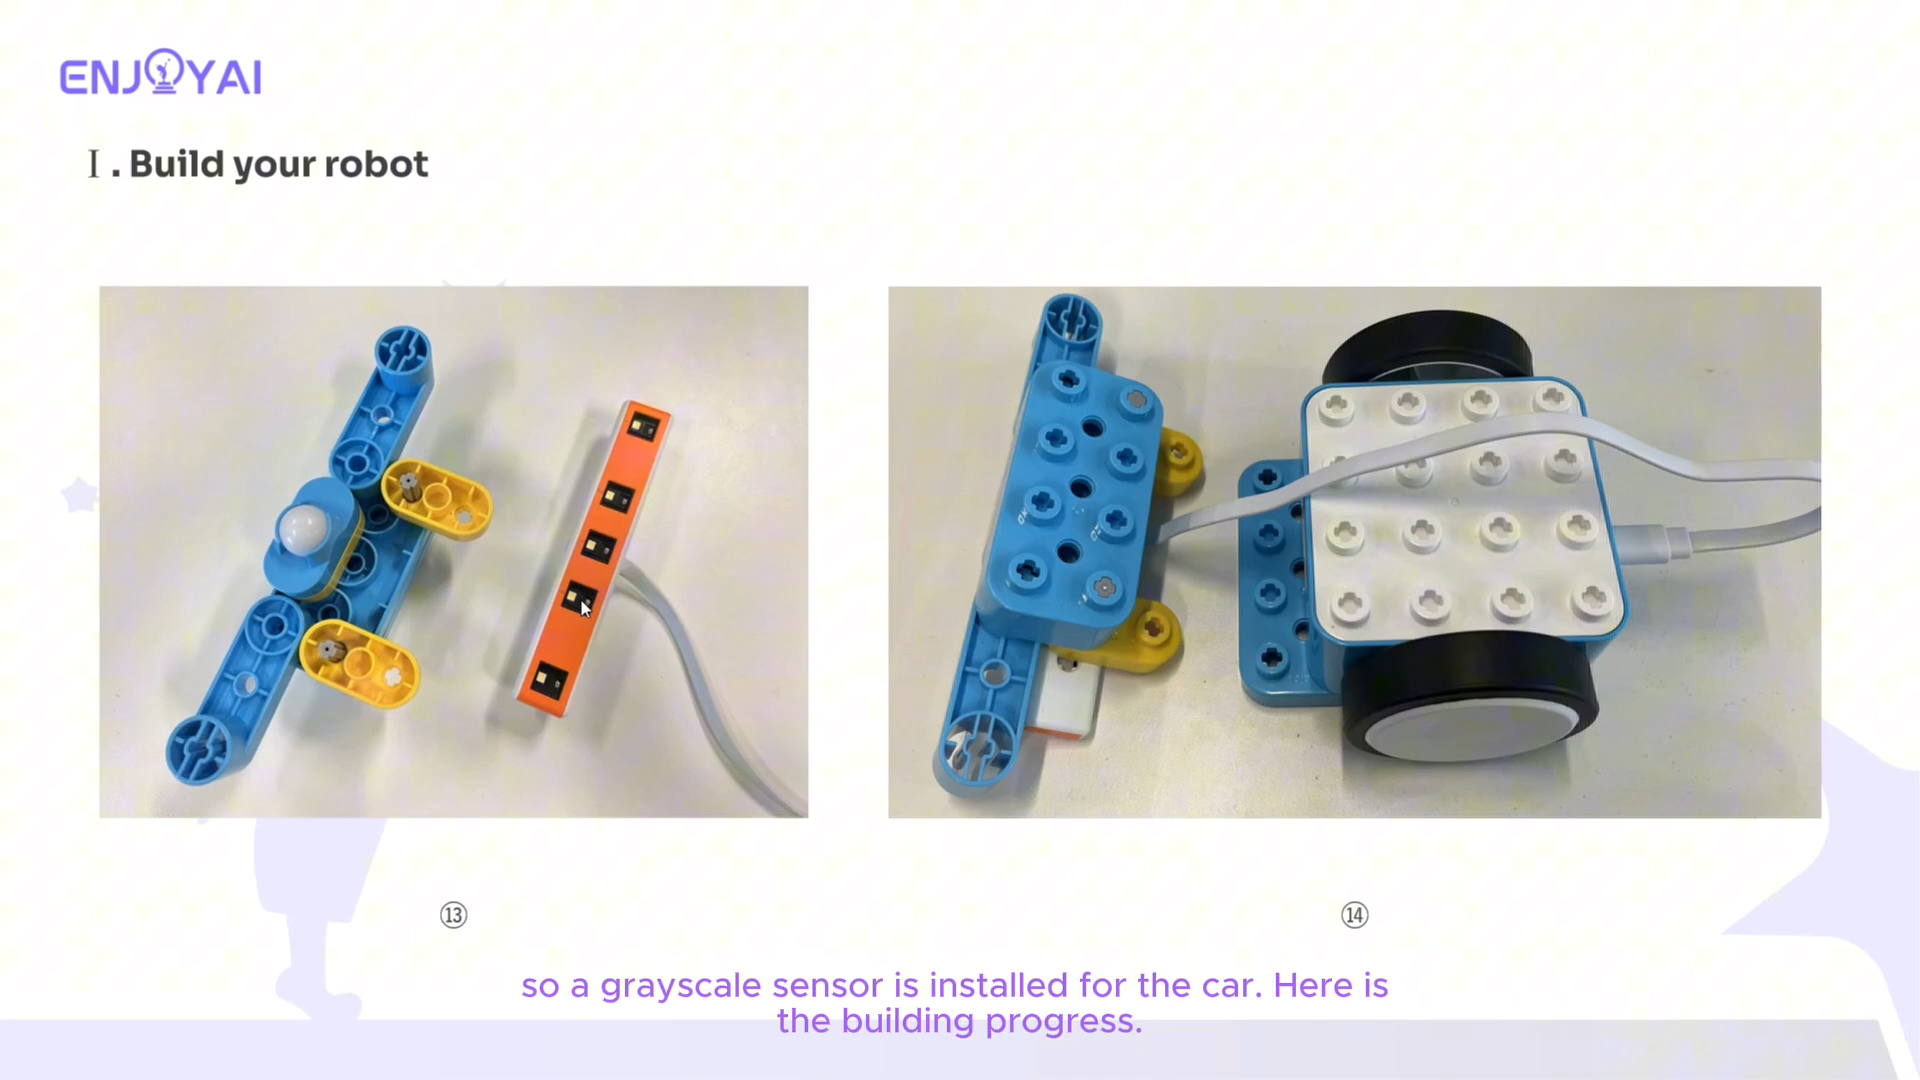 ENJOYAI
I . Build your robot
⑬
⑭
so a grayscale sensor is installed for the car. Here is
the building progress.